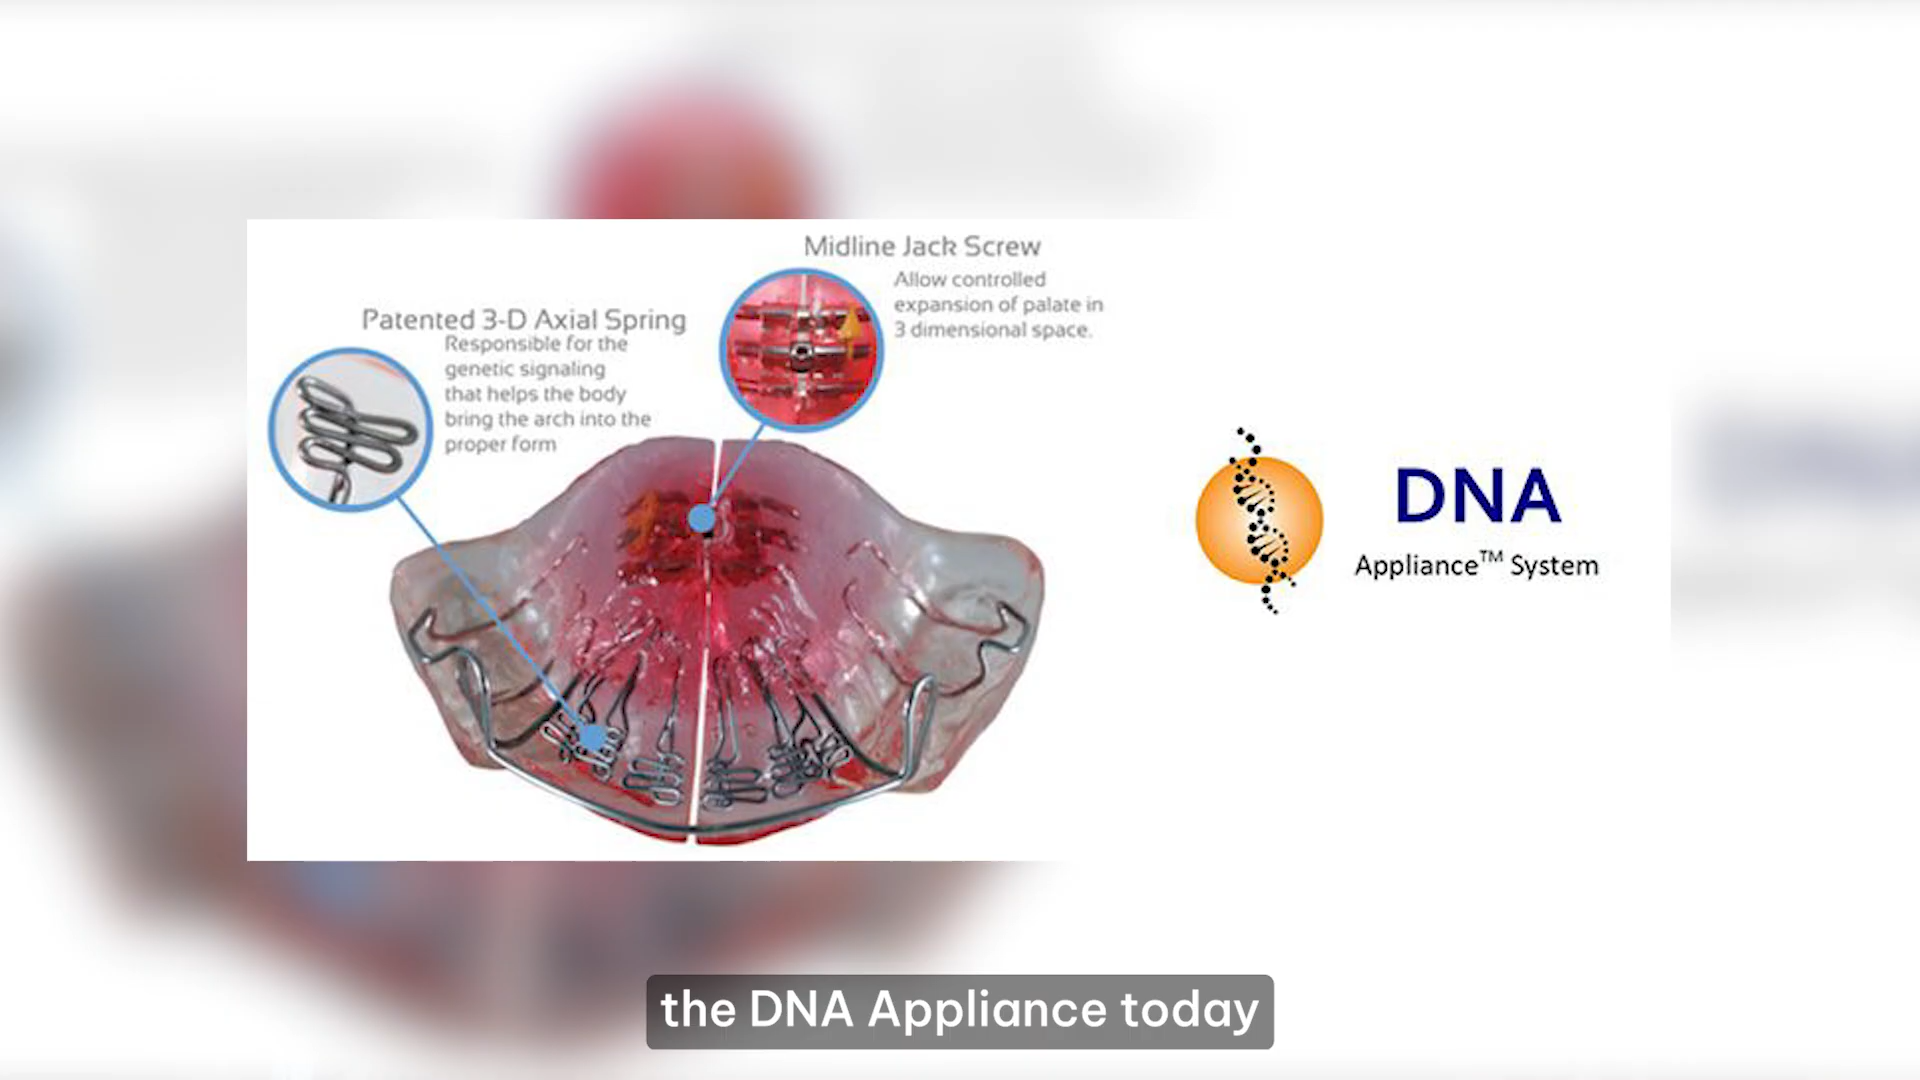 Midline Jack Screw
Allow controlled
expansion of palate in
3 dimensional space.
Patented 3-D Axial Spring
Responsible for the
genetic signaling
that helps the body
bring the arch into the
proper form
DNA
Appliance™ System
the DNA Appliance today